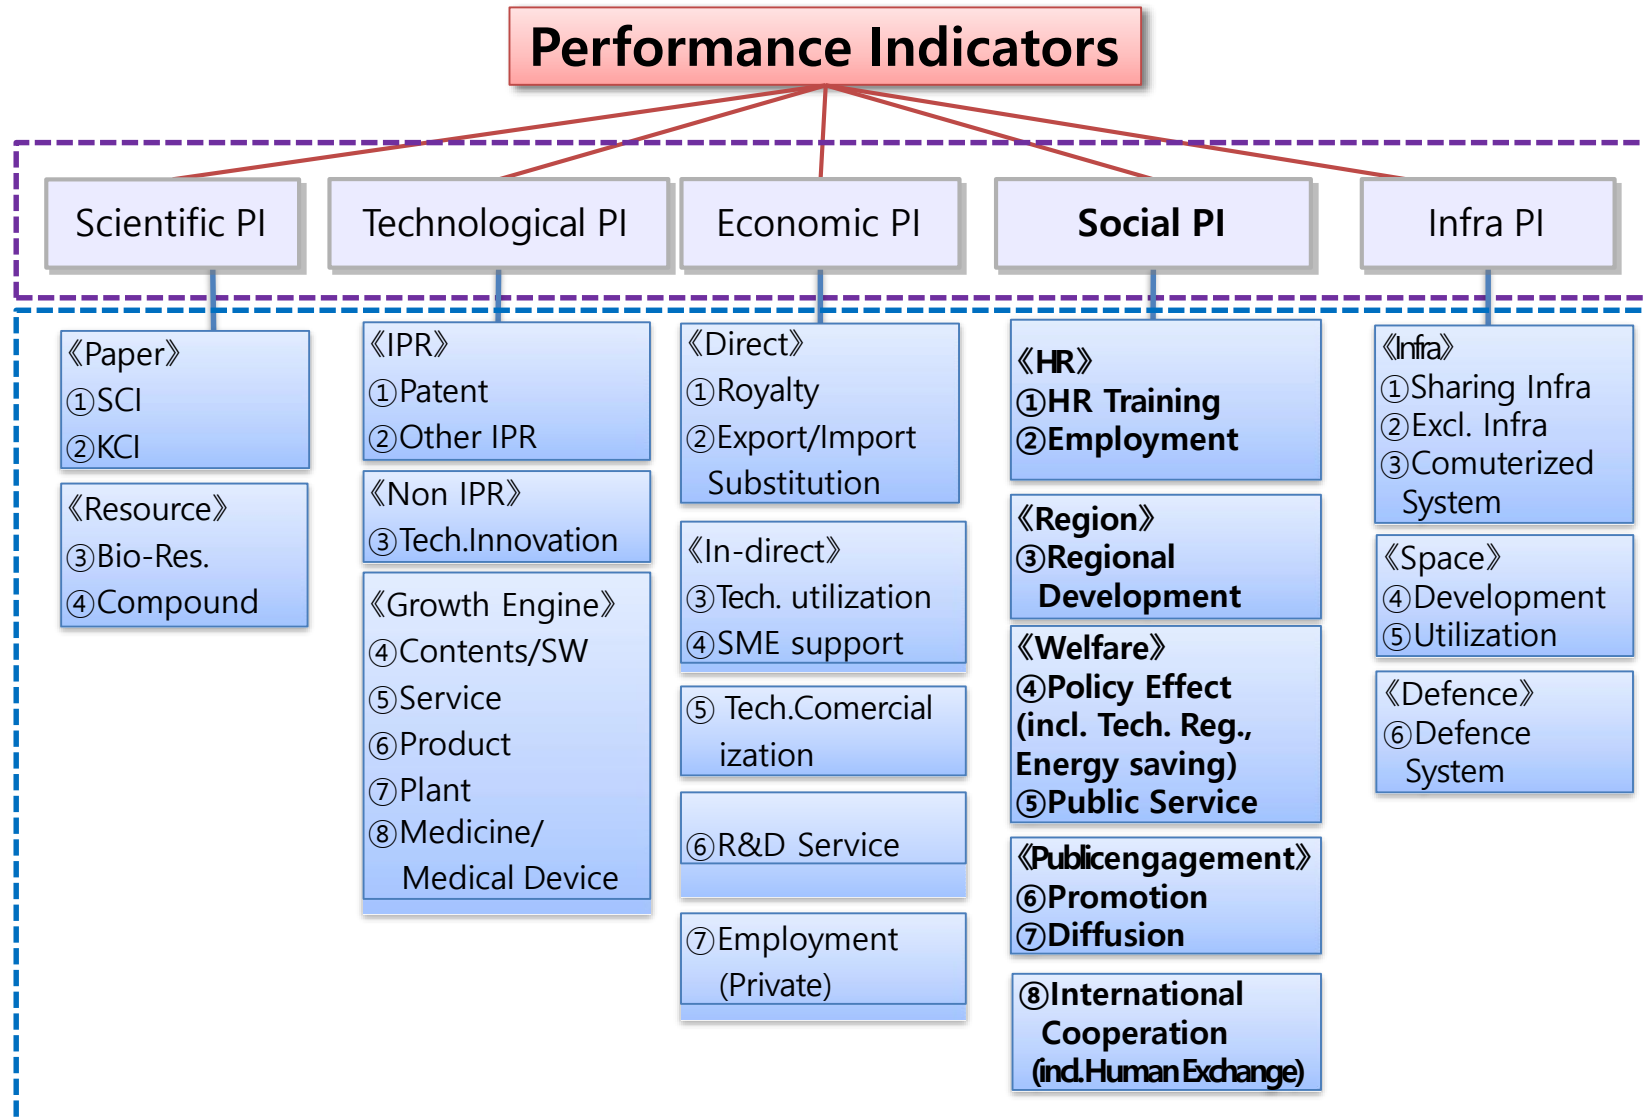 Performance Indicators
Scientific PI
Technological PI
Economic PI
Social PI
Infra PI
《Paper》
①SCI
②KCI
《Resource》
③Bio-Res.
④Compound
《IPR》
①Patent
②Other IPR
《Non IPR》
③Tech.Innovation
《Growth Engine》
④Contents/SW
⑤Service
⑥Product
⑦Plant
⑧Medicine/
Medical Device
《Direct》
①Royalty
②Export/Import
Substitution
《In-direct》
③Tech. utilization
④SME support
⑤ Tech.Comercial
ization
⑥R&D Service
⑦Employment
(Private)
《HR》
①HR Training
②Employment
《Region》
③Regional
Development
《Welfare》
④Policy Effect
(incl. Tech. Reg.,
Energy saving)
⑤Public Service
《Publicengagement》
⑥Promotion
⑦Diffusion
⑧International
Cooperation
(incl.Human Exchange)
《Infra》
①Sharing Infra
②Excl. Infra
③Comuterized
System
《Space》
④Development
⑤Utilization
《Defence》
⑥Defence
System